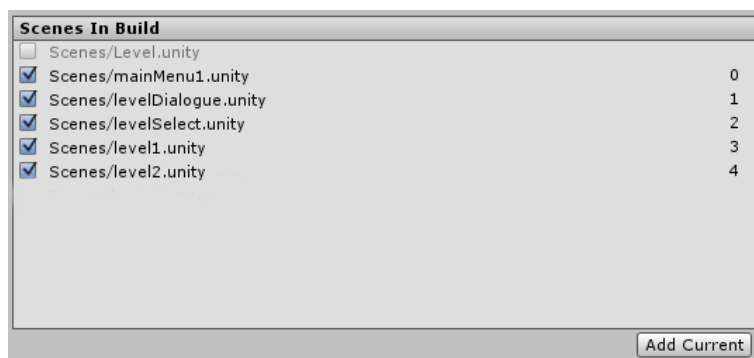 Scenes In Build
Scenes/Level.unity
Scenes/mainMenu1.unity 0
Scenes/levelDialogue.unity 1
Scenes/levelSelect.unity 2
Scenes/level1.unity 3
Scenes/level2.unity 4
Add Current